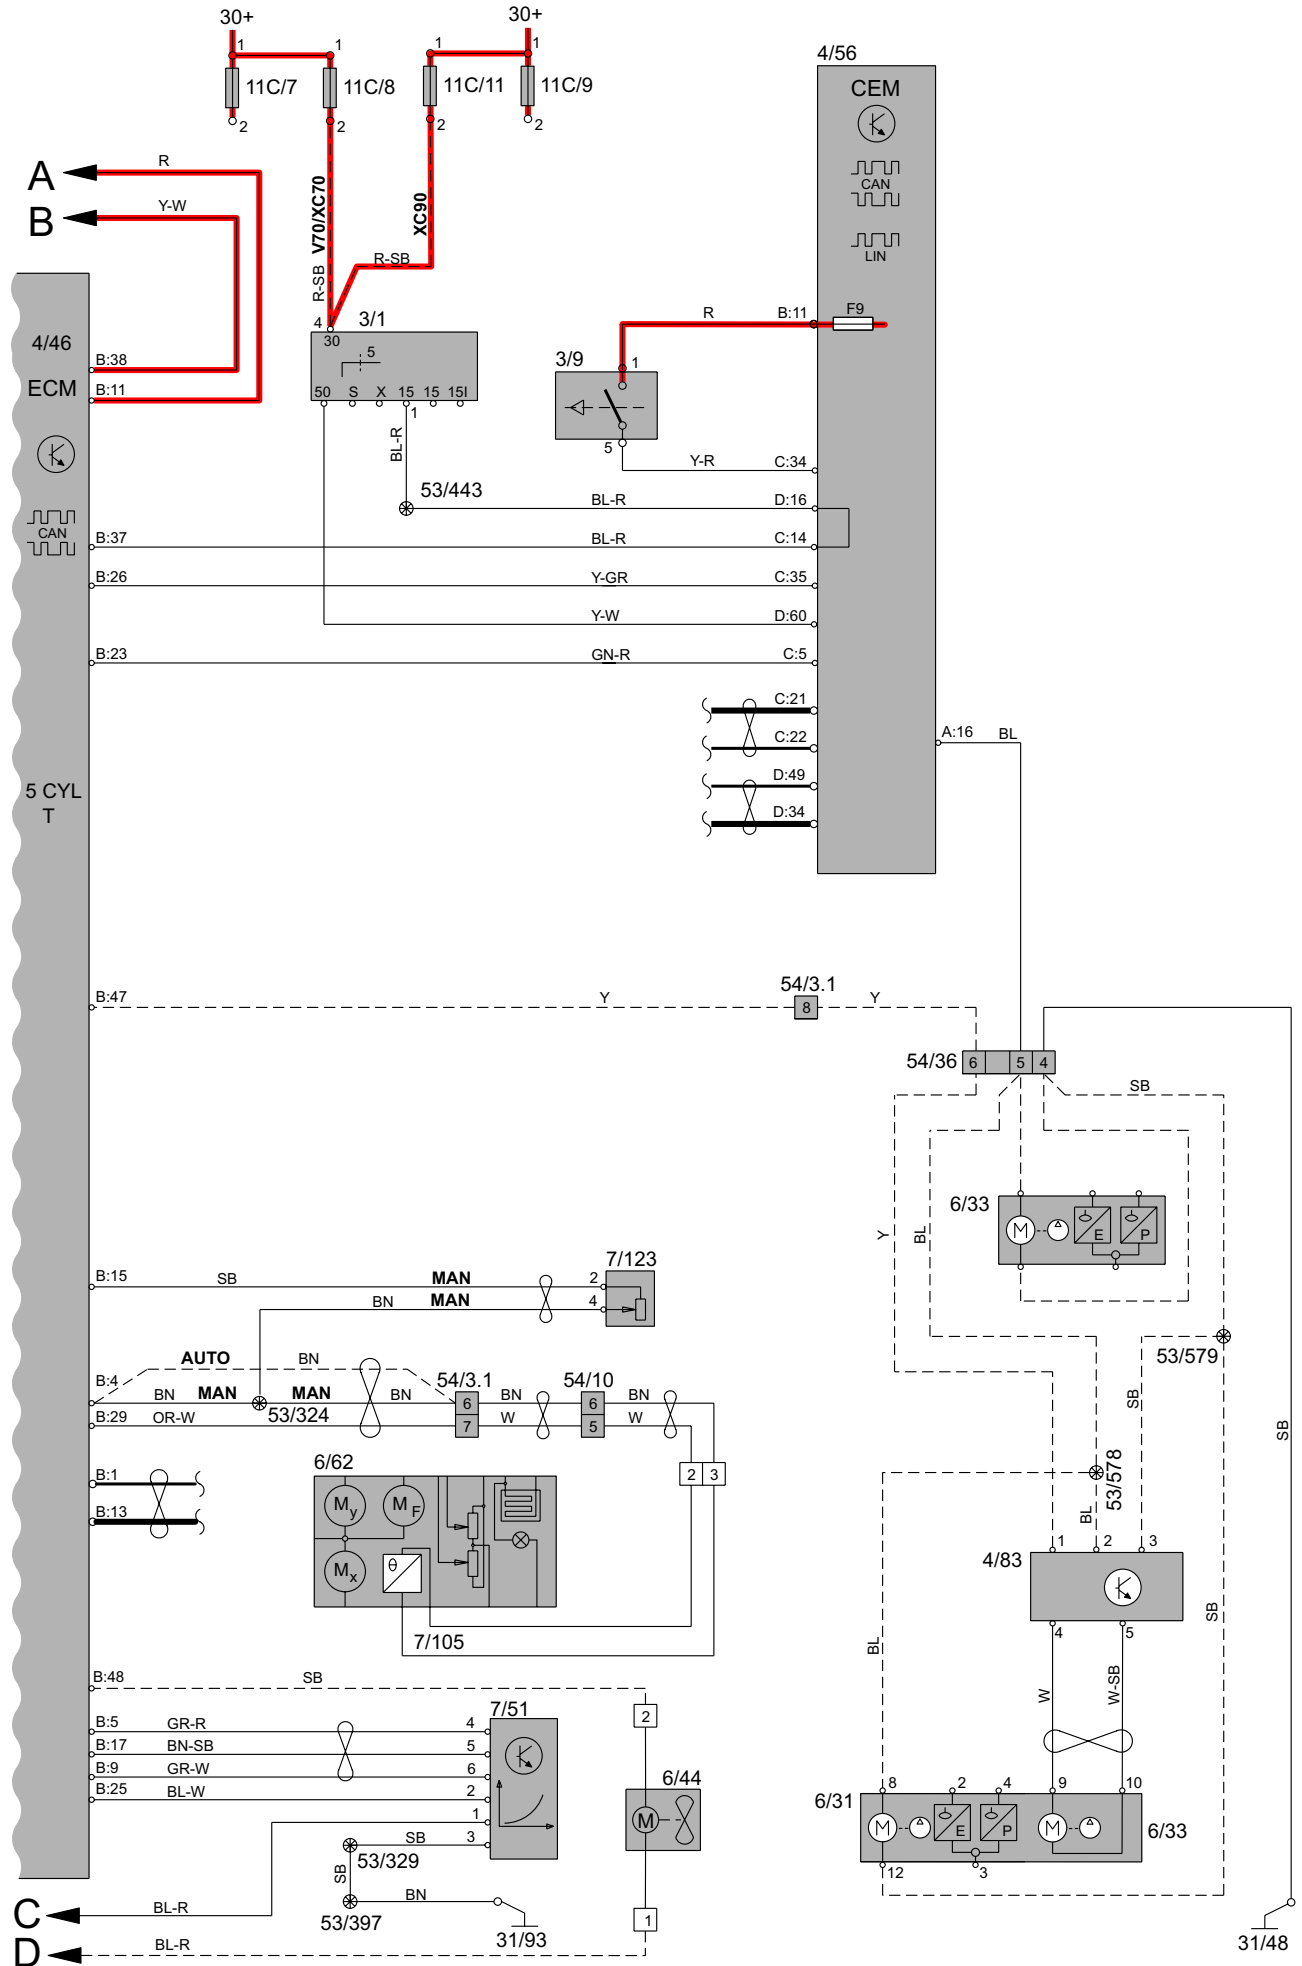 30+
30+
1
1
1
1
11C/7
11C/8
11C/11
11C/9
2
2
2
2
4/56
CEM
CAN
LIN
A
R
B
Y-W
V70/XC70
XC90
R-SB
R-SB
4
3/1
30
5
50
S
X
15
15
15I
1
BL-R
R
B:11
F9
3/9
1
5
Y-R
C:34
53/443
BL-R
D:16
4/46
ECM
CAN
5 CYL
T
B:38
B:11
B:37
BL-R
C:14
B:26
Y-GR
C:35
Y-W
D:60
B:23
GN-R
C:5
C:21
C:22
D:49
D:34
A:16
BL
B:47
Y
54/3.1
8
Y
54/36
6
5
4
SB
6/33
M
E
P
Y
BL
SB
B:15
SB
MAN
2
7/123
BN
MAN
4
AUTO
BN
B:4
BN
MAN
MAN
BN
53/324
54/3.1
6
7
BN
W
54/10
6
5
BN
W
B:29
OR-W
53/579
SB
53/578
BL
B:1
B:13
6/62
My
MF
Mx
θ
2
3
7/105
1
2
3
4/83
4
5
W
W-SB
BL
SB
B:48
SB
2
7/51
B:5
GR-R
4
B:17
BN-SB
5
B:9
GR-W
6
B:25
BL-W
2
1
3
SB
53/329
SB
BN
53/397
31/93
6/44
M
1
8
2
4
9
10
6/31
M
E
P
M
6/33
12
3
C
BL-R
D
BL-R
31/48